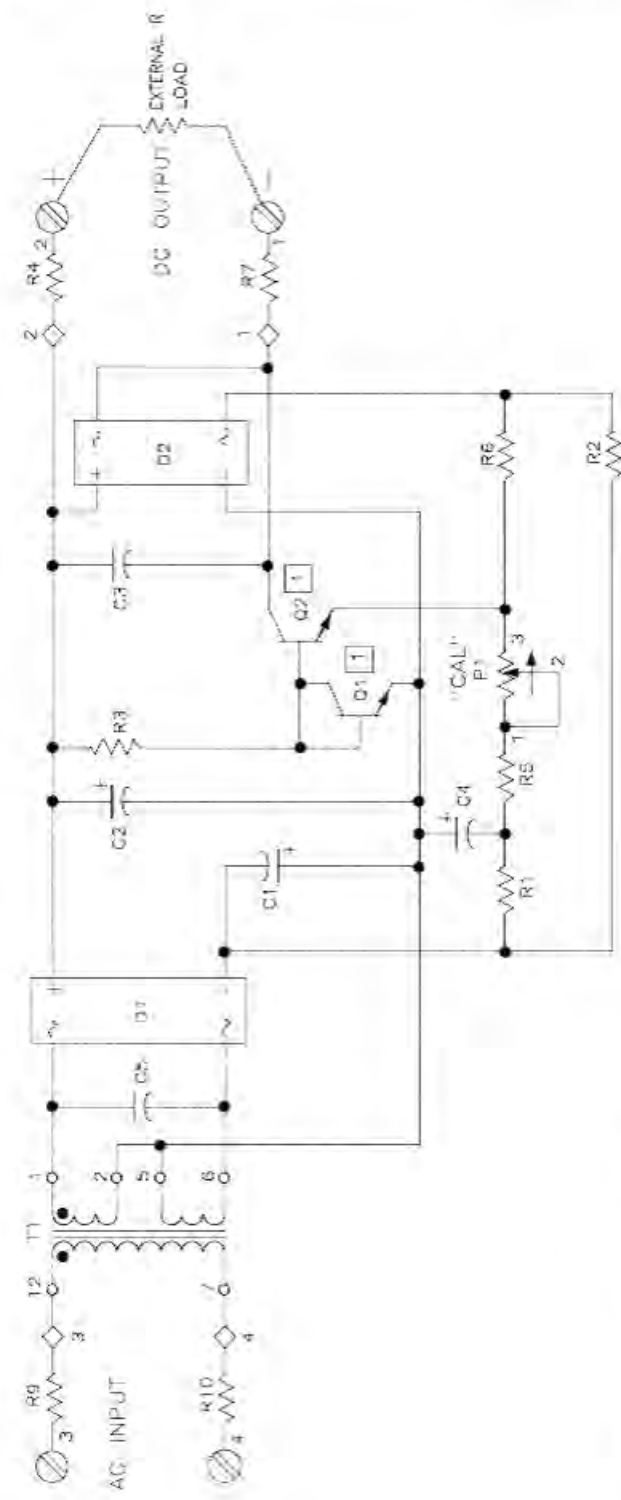 R9
3
3
12
T1
1
2
5
6
AC INPUT
R10
4
4
7
C5
~
+
D1
~
-
C2
+
R3
C3
C1
+
Q1
1
Q2
1
+
~
D2
-
~
2
R4
2
+
DC OUTPUT
EXTERNAL R
LOAD
1
R7
1
-
C4
+
R1
R5
1
"CAL"
P1
3
2
R6
R2